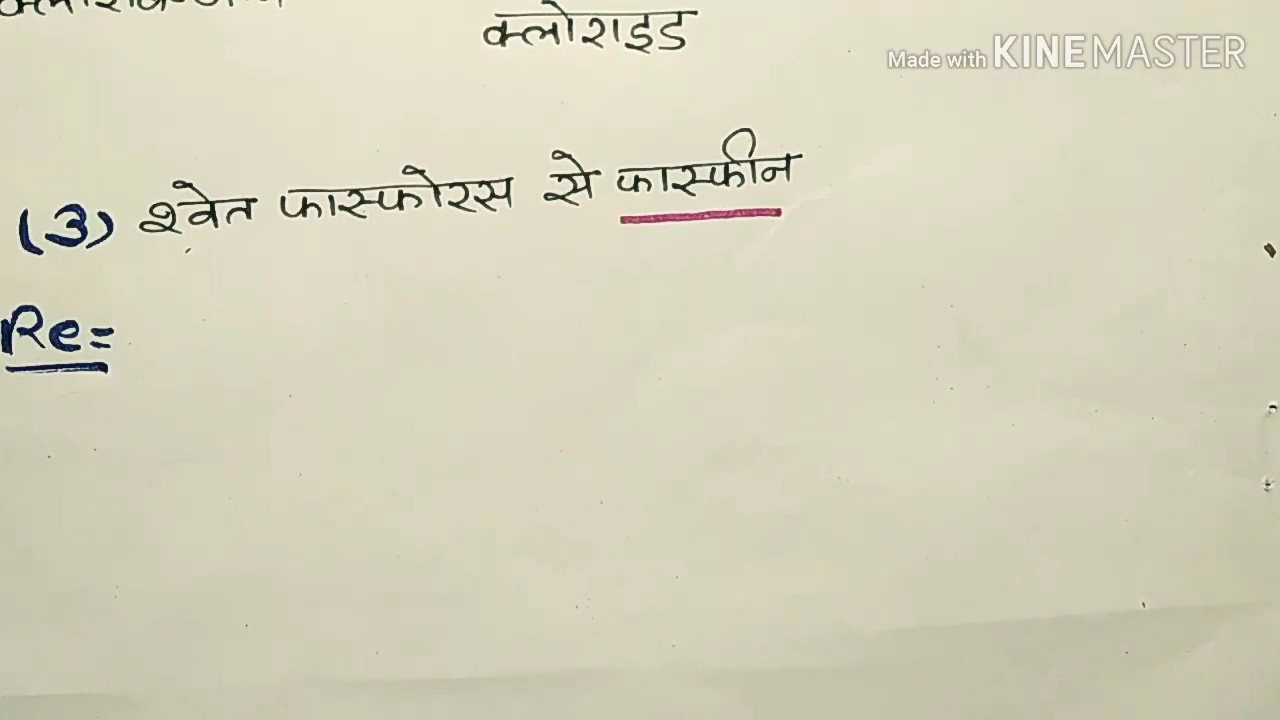 क्लोराइड
Made with KINEMASTER
(3) श्वेत फास्फोरस से फास्फीन
Re=